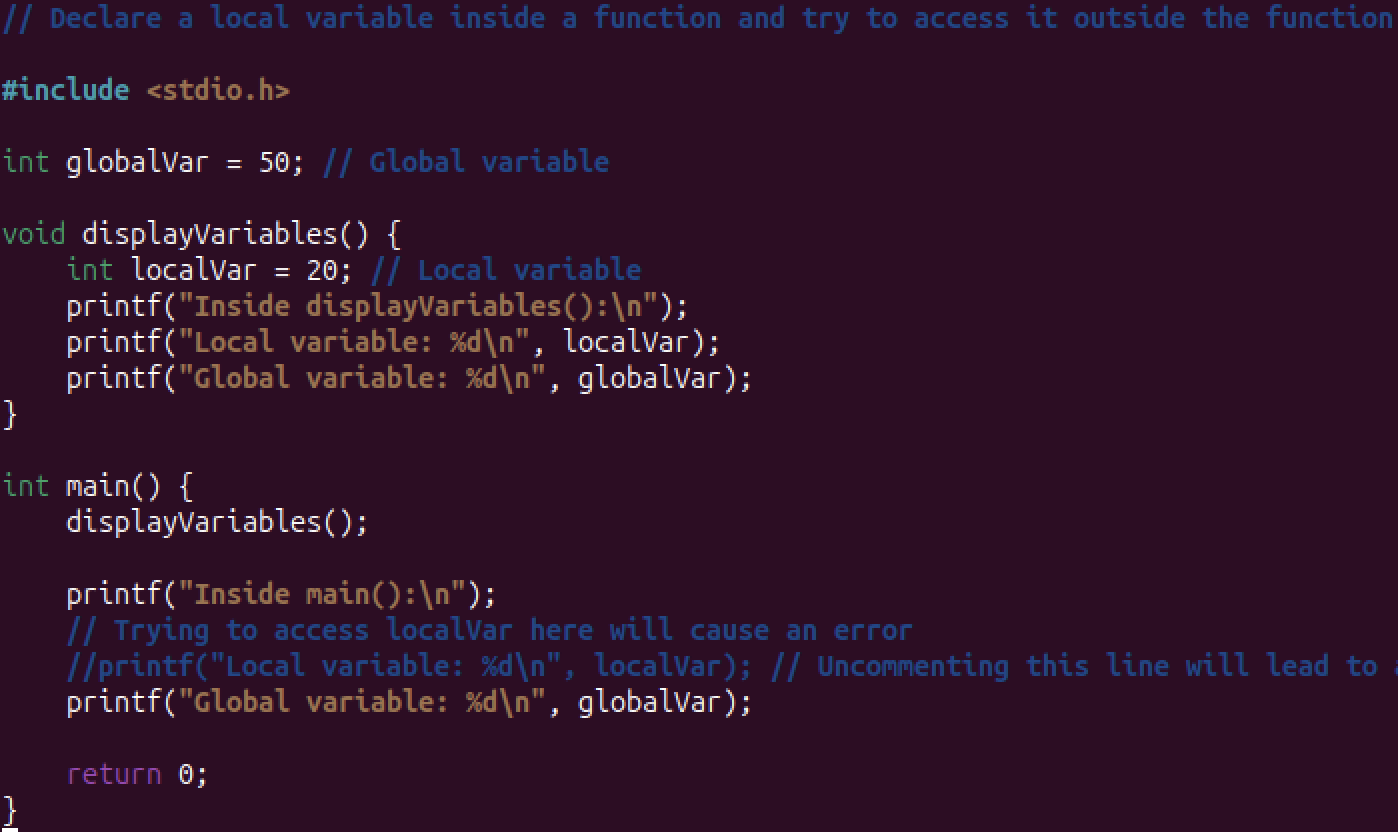 // Declare a local variable inside a function and try to access it outside the function
#include <stdio.h>
int globalVar = 50; // Global variable
void displayVariables() {
int localVar = 20; // Local variable
printf("Inside displayVariables():\n");
printf("Local variable: %d\n", localVar);
printf("Global variable: %d\n", globalVar);
}
int main() {
displayVariables();
printf("Inside main():\n");
// Trying to access localVar here will cause an error
//printf("Local variable: %d\n", localVar); // Uncommenting this line will lead to
printf("Global variable: %d\n", globalVar);
return 0;
}